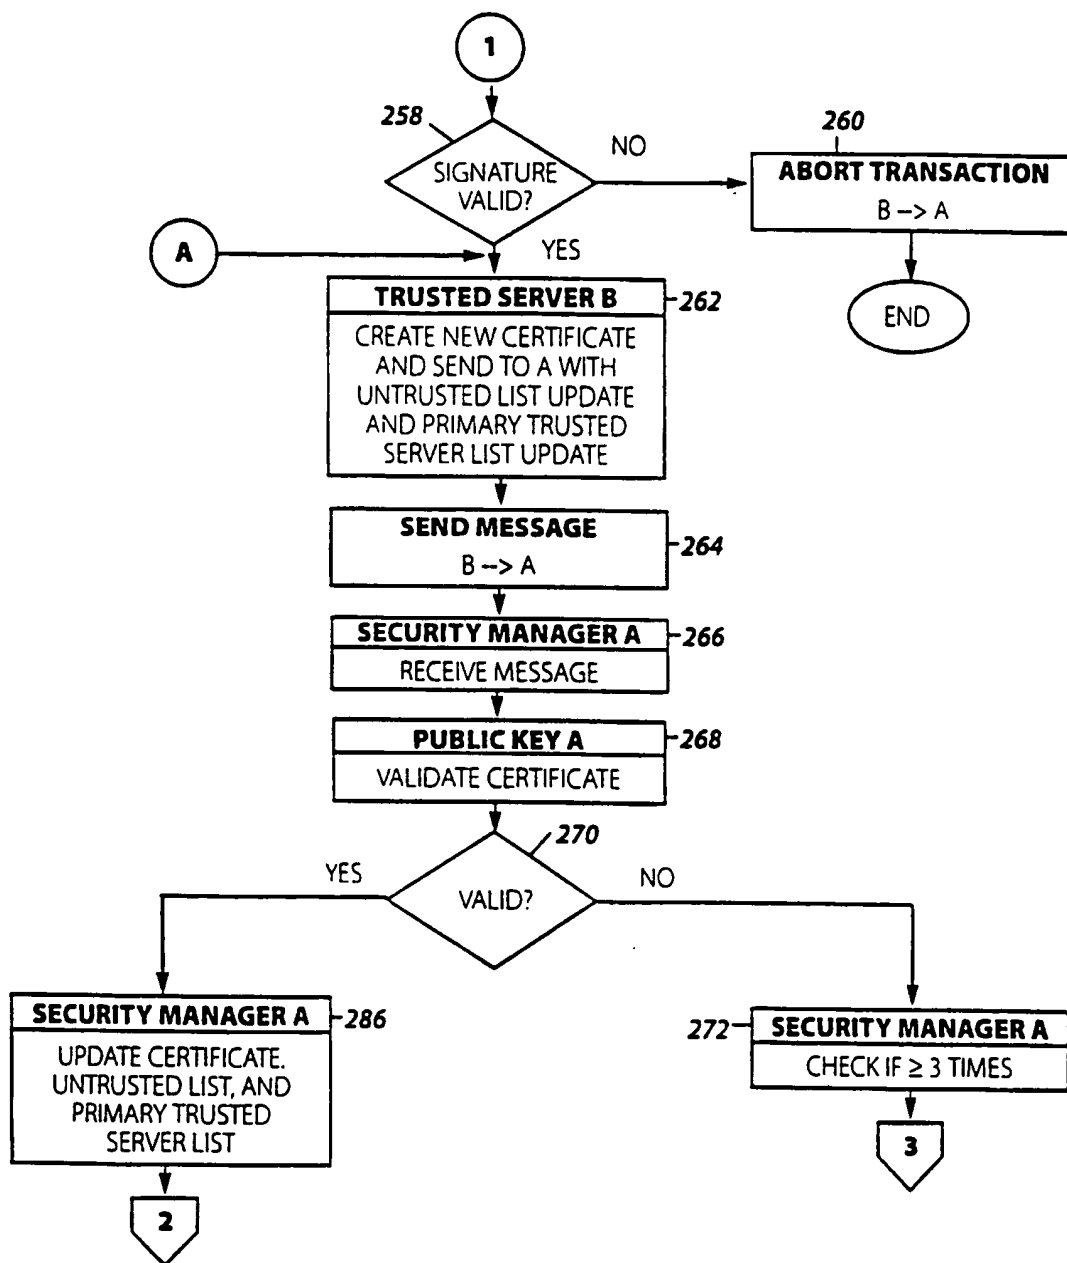 1
258
SIGNATURE
VALID?
NO
260
ABORT TRANSACTION
B --> A
END
A
YES
TRUSTED SERVER B
262
CREATE NEW CERTIFICATE
AND SEND TO A WITH
UNTRUSTED LIST UPDATE
AND PRIMARY TRUSTED
SERVER LIST UPDATE
SEND MESSAGE
B --> A
264
SECURITY MANAGER A
266
RECEIVE MESSAGE
PUBLIC KEY A
268
VALIDATE CERTIFICATE
270
YES
VALID?
NO
SECURITY MANAGER A
286
UPDATE CERTIFICATE.
UNTRUSTED LIST, AND
PRIMARY TRUSTED
SERVER LIST
2
272
SECURITY MANAGER A
CHECK IF ≥ 3 TIMES
3